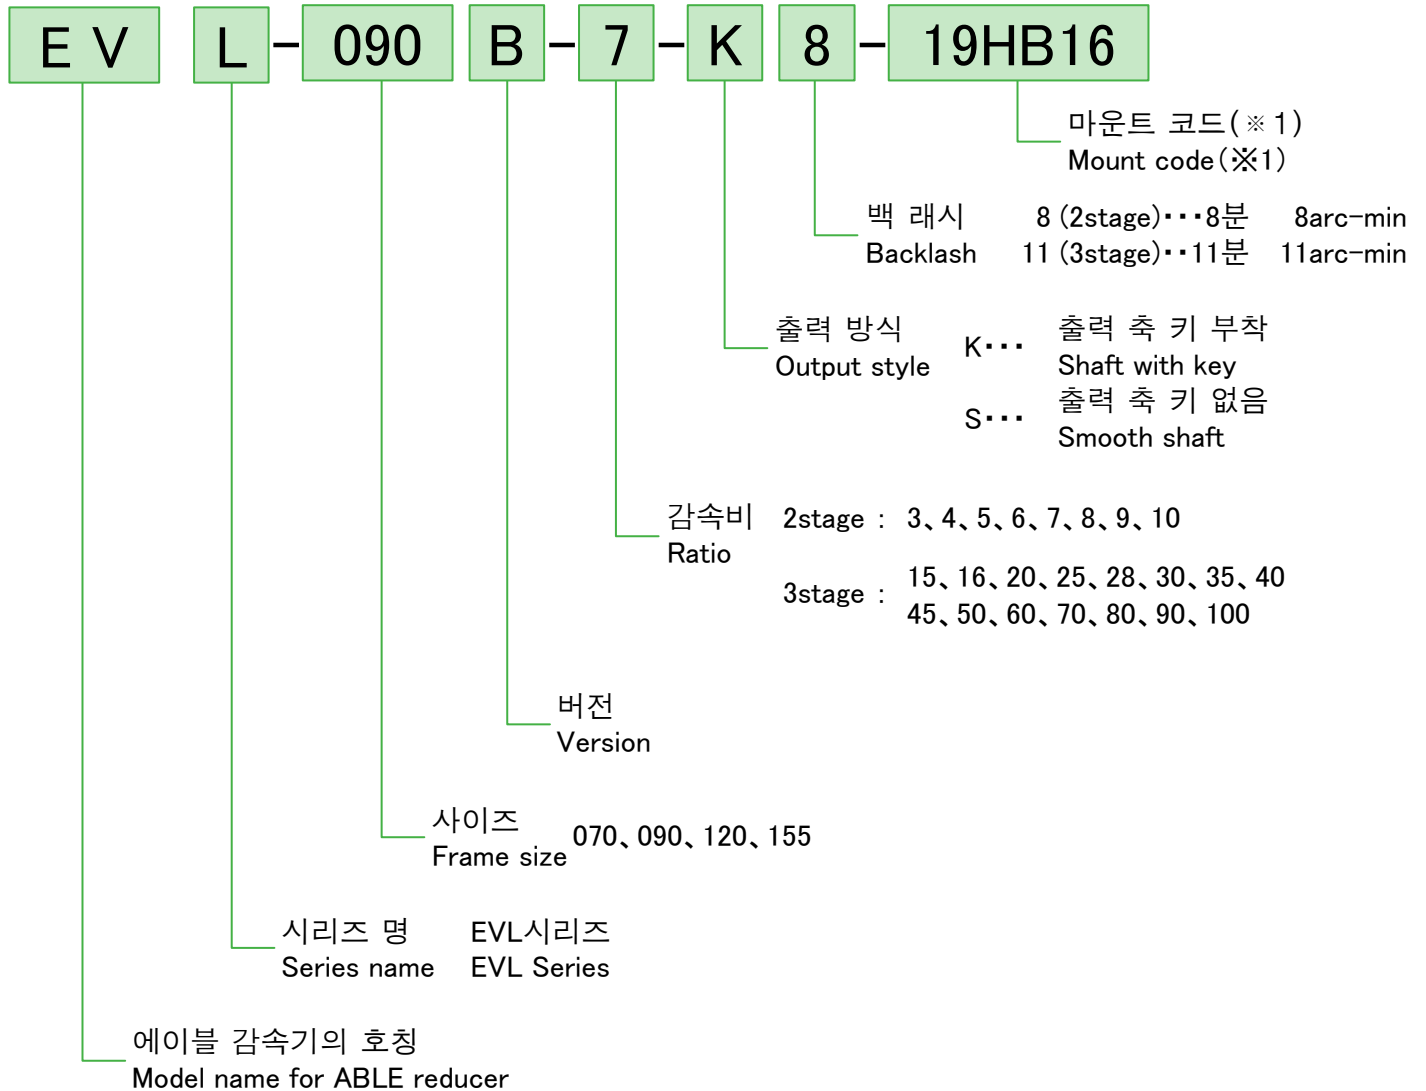 E V L - 090 B - 7 - K 8 - 19HB16
마운트 코드(※1)
Mount code(※1)
백 래시 8 (2stage)･･･8분 8arc-min
Backlash 11 (3stage)･･11분 11arc-min
출력 방식 K･･･ 출력 축 키 부착
Output style Shaft with key
S･･･ 출력 축 키 없음
Smooth shaft
감속비 2stage : 3、4、5、6、7、8、9、10
Ratio
3stage : 15、16、20、25、28、30、35、40
45、50、60、70、80、90、100
버전
Version
사이즈 070、090、120、155
Frame size
시리즈 명 EVL시리즈
Series name EVL Series
에이블 감속기의 호칭
Model name for ABLE reducer